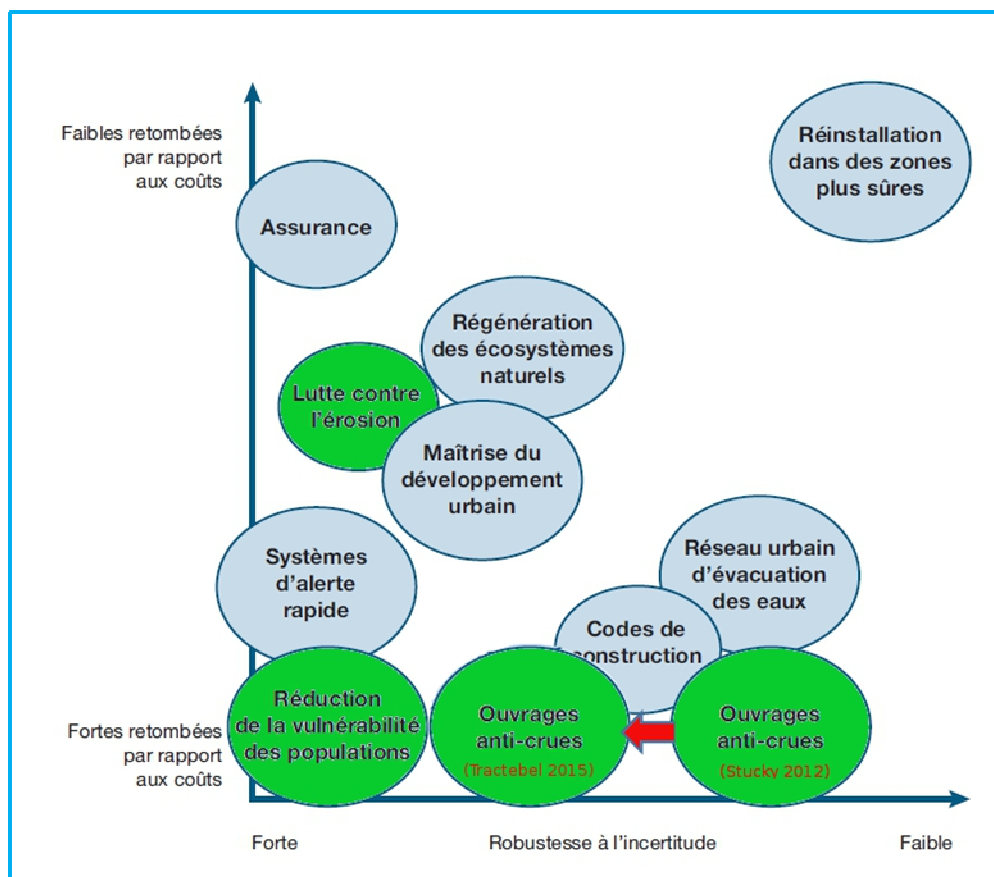 Faibles retombées
par rapport
aux coûts
Réinstallation
dans des zones
plus sûres
Assurance
Régénération
des écosystèmes
naturels
Lutte contre
l'érosion
Maîtrise du
développement
urbain
Systèmes
d'alerte
rapide
Réseau urbain
d'évacuation
des eaux
Codes de
construction
Réduction
de la vulnérabilité
des populations
Ouvrages
anti-crues
(Tractebel 2015)
Ouvrages
anti-crues
(Stucky 2012)
Fortes retombées
par rapport
aux coûts
Forte
Robustesse à l'incertitude
Faible